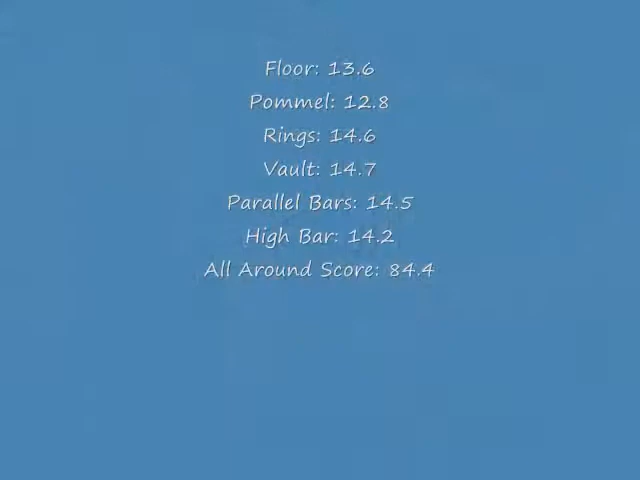 Floor: 13.6
Pommel: 12.8
Rings: 14.6
Vault: 14.7
Parallel Bars: 14.5
High Bar: 14.2
All Around Score: 84.4